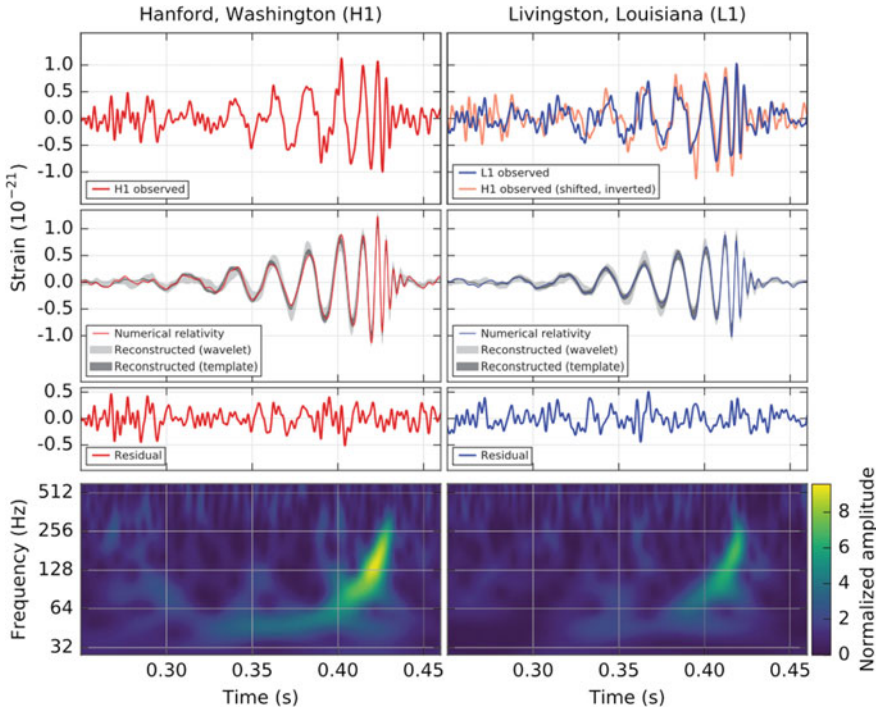 Hanford, Washington (H1)
Livingston, Louisiana (L1)
1.0
0.5
0.0
-0.5
-1.0
H1 observed
L1 observed
H1 observed (shifted, inverted)
Strain (10⁻²¹)
1.0
0.5
0.0
-0.5
-1.0
Numerical relativity
Reconstructed (wavelet)
Reconstructed (template)
Numerical relativity
Reconstructed (wavelet)
Reconstructed (template)
0.5
0.0
-0.5
Residual
Residual
Frequency (Hz)
512
256
128
64
32
0.30
0.35
0.40
0.45
Time (s)
0.30
0.35
0.40
0.45
Time (s)
8
6
4
2
0
Normalized amplitude